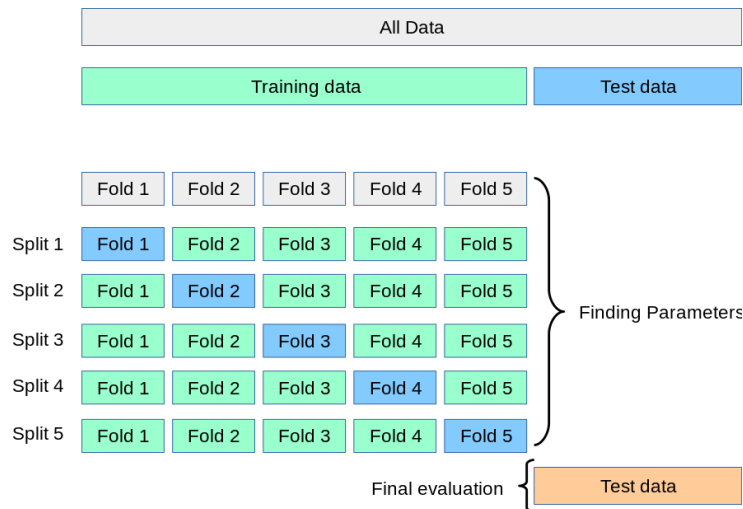 All Data
Training data Test data
Fold 1 Fold 2 Fold 3 Fold 4 Fold 5
Split 1 Fold 1 Fold 2 Fold 3 Fold 4 Fold 5
Split 2 Fold 1 Fold 2 Fold 3 Fold 4 Fold 5
Finding Parameters
Split 3 Fold 1 Fold 2 Fold 3 Fold 4 Fold 5
Split 4 Fold 1 Fold 2 Fold 3 Fold 4 Fold 5
Split 5 Fold 1 Fold 2 Fold 3 Fold 4 Fold 5
Final evaluation Test data